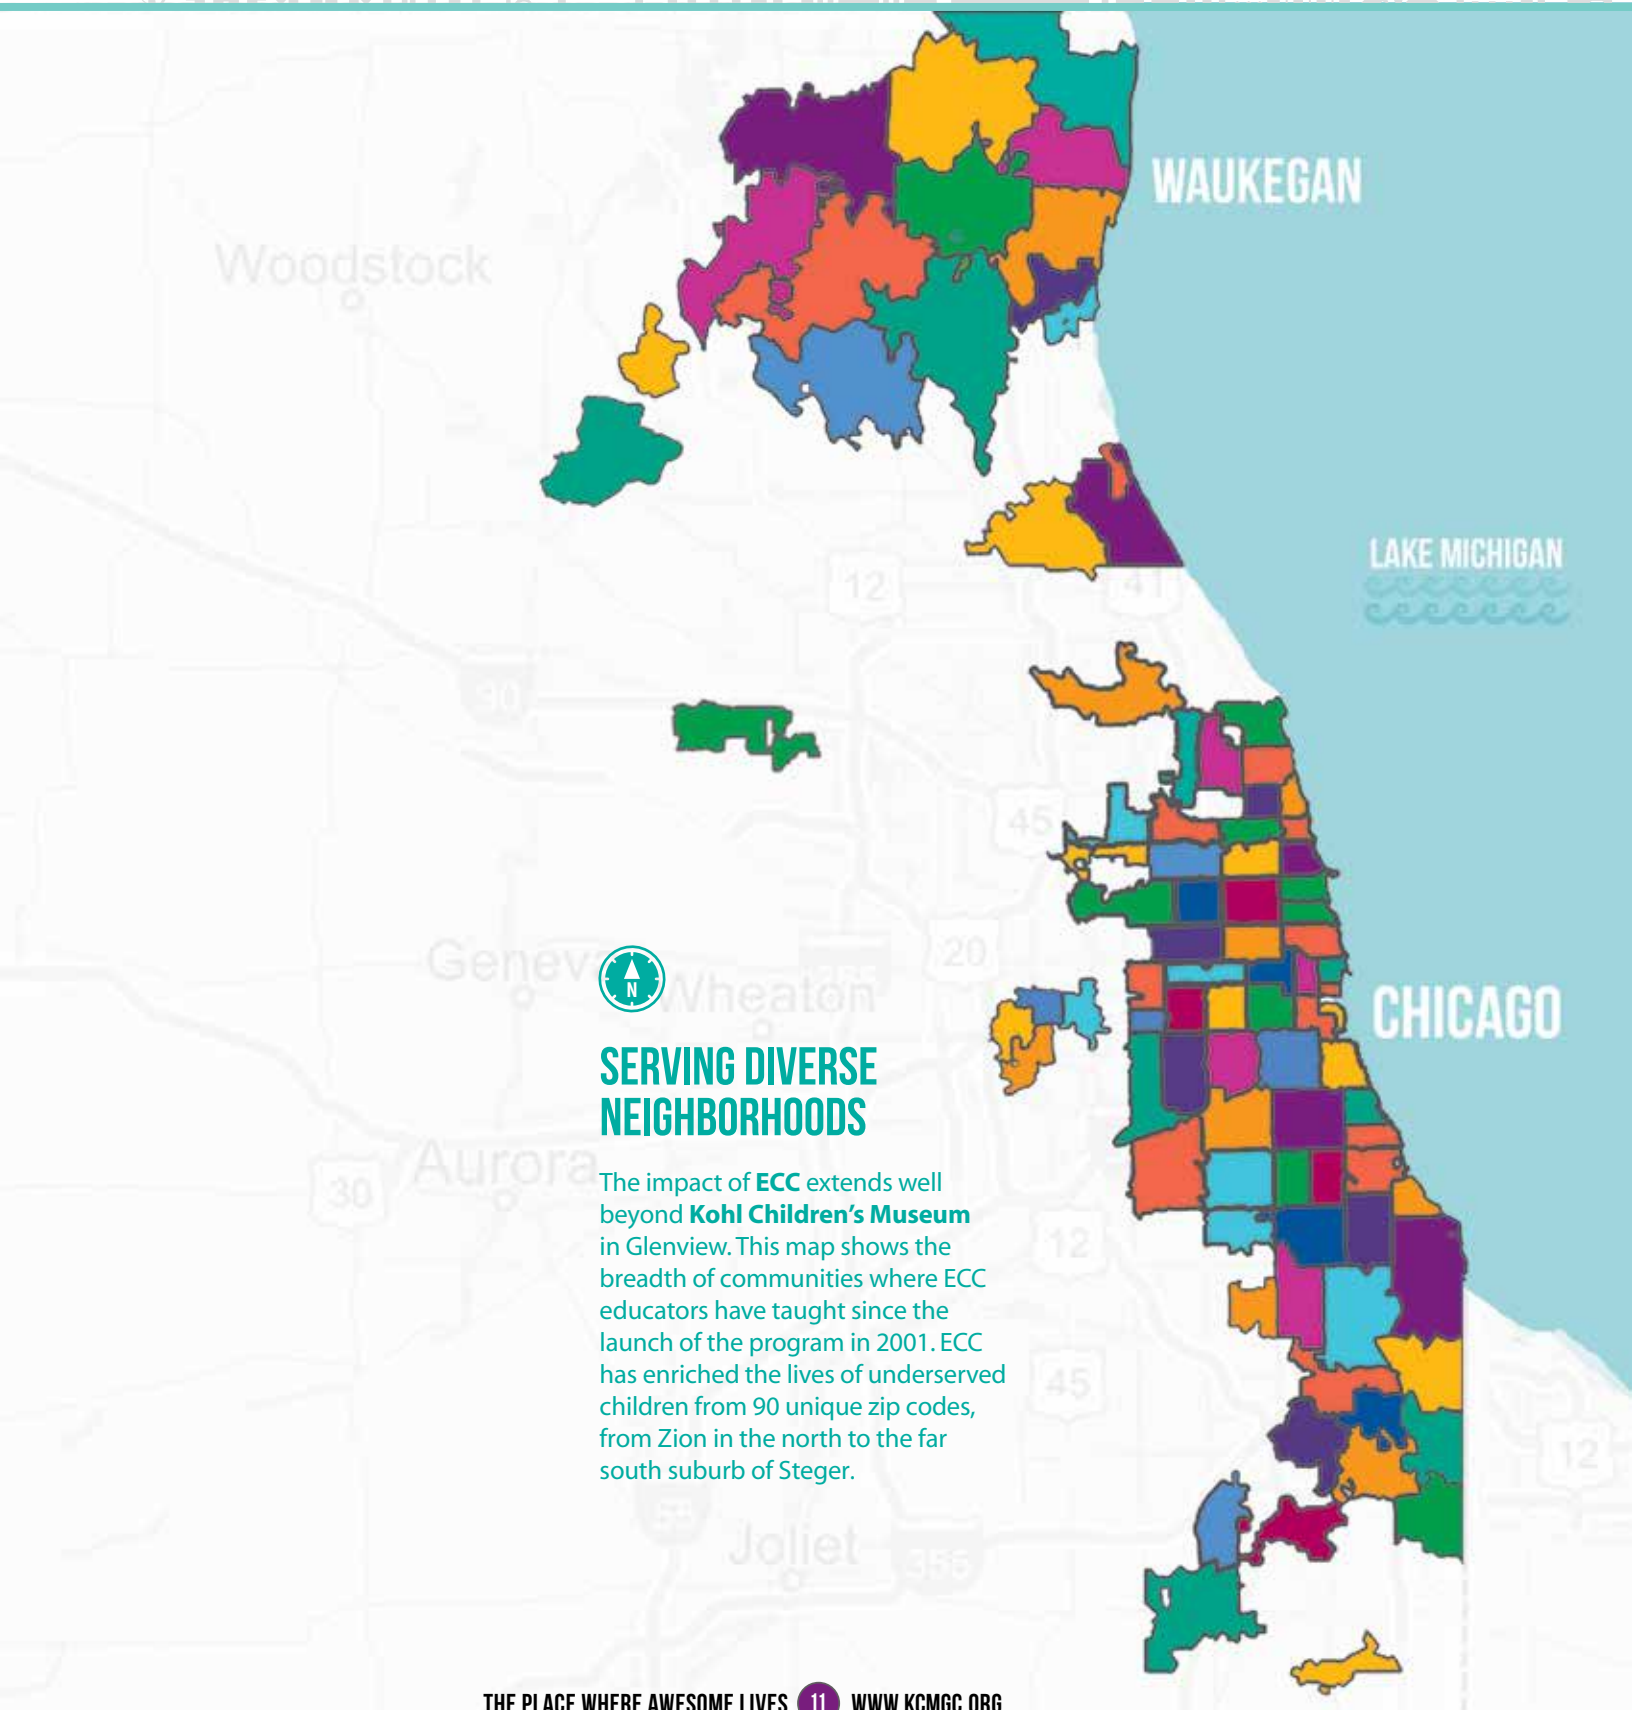 WAUKEGAN
Woodstock
LAKE MICHIGAN
12
41
90
45
20
Geneva
N
Wheaton
CHICAGO
SERVING DIVERSE
NEIGHBORHOODS
Aurora
30
The impact of ECC extends well
beyond Kohl Children's Museum
in Glenview. This map shows the
breadth of communities where ECC
educators have taught since the
launch of the program in 2001. ECC
has enriched the lives of underserved
children from 90 unique zip codes,
from Zion in the north to the far
south suburb of Steger.
12
45
12
55
Joliet
355
THE PLACE WHERE AWESOME LIVES 11 WWW.KCMGC.ORG